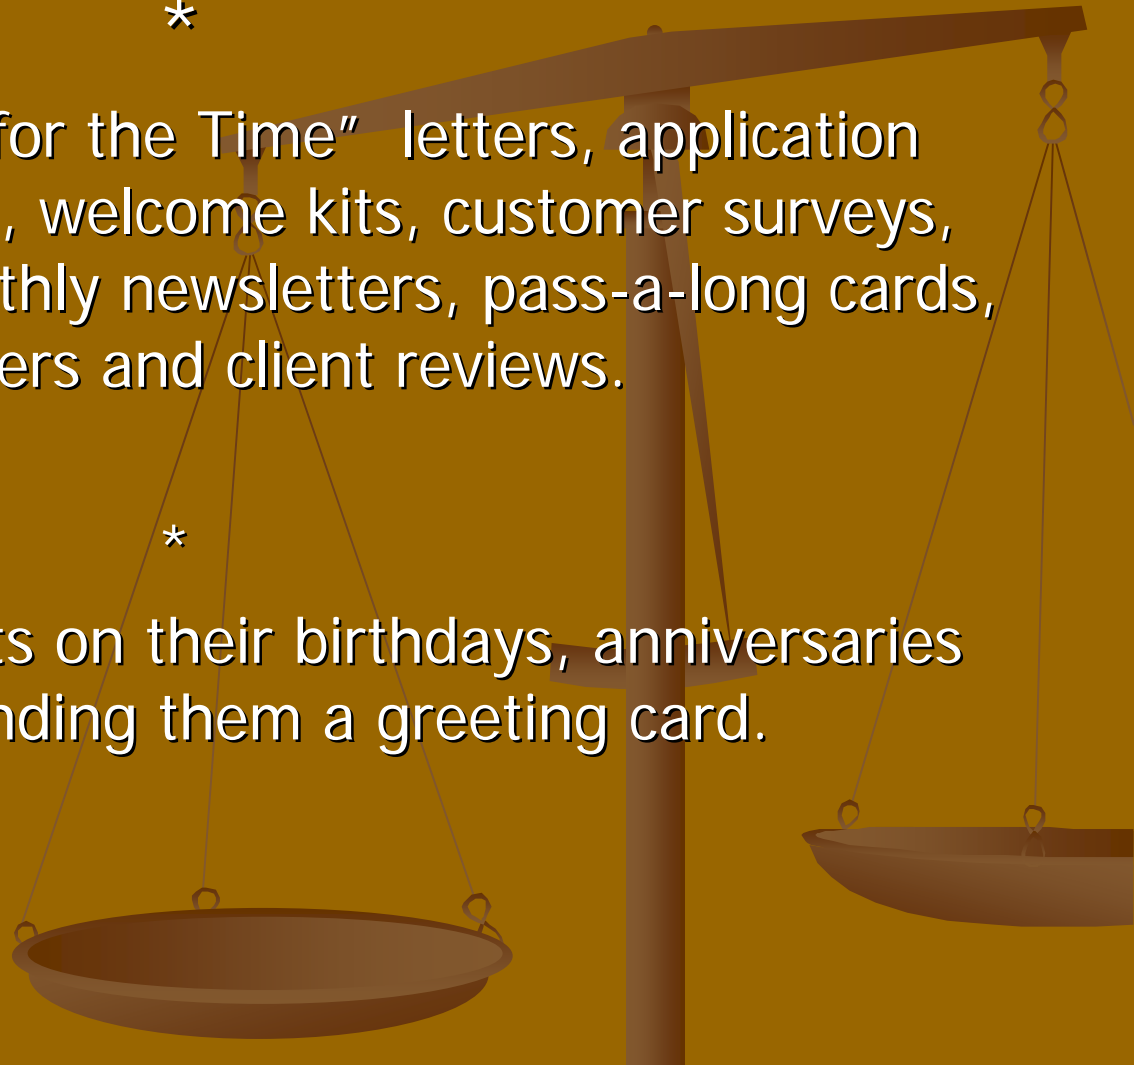 *
for the Time” letters, application
, welcome kits, customer surveys,
thly newsletters, pass-a-long cards,
ers and client reviews.
*
ts on their birthdays, anniversaries
nding them a greeting card.